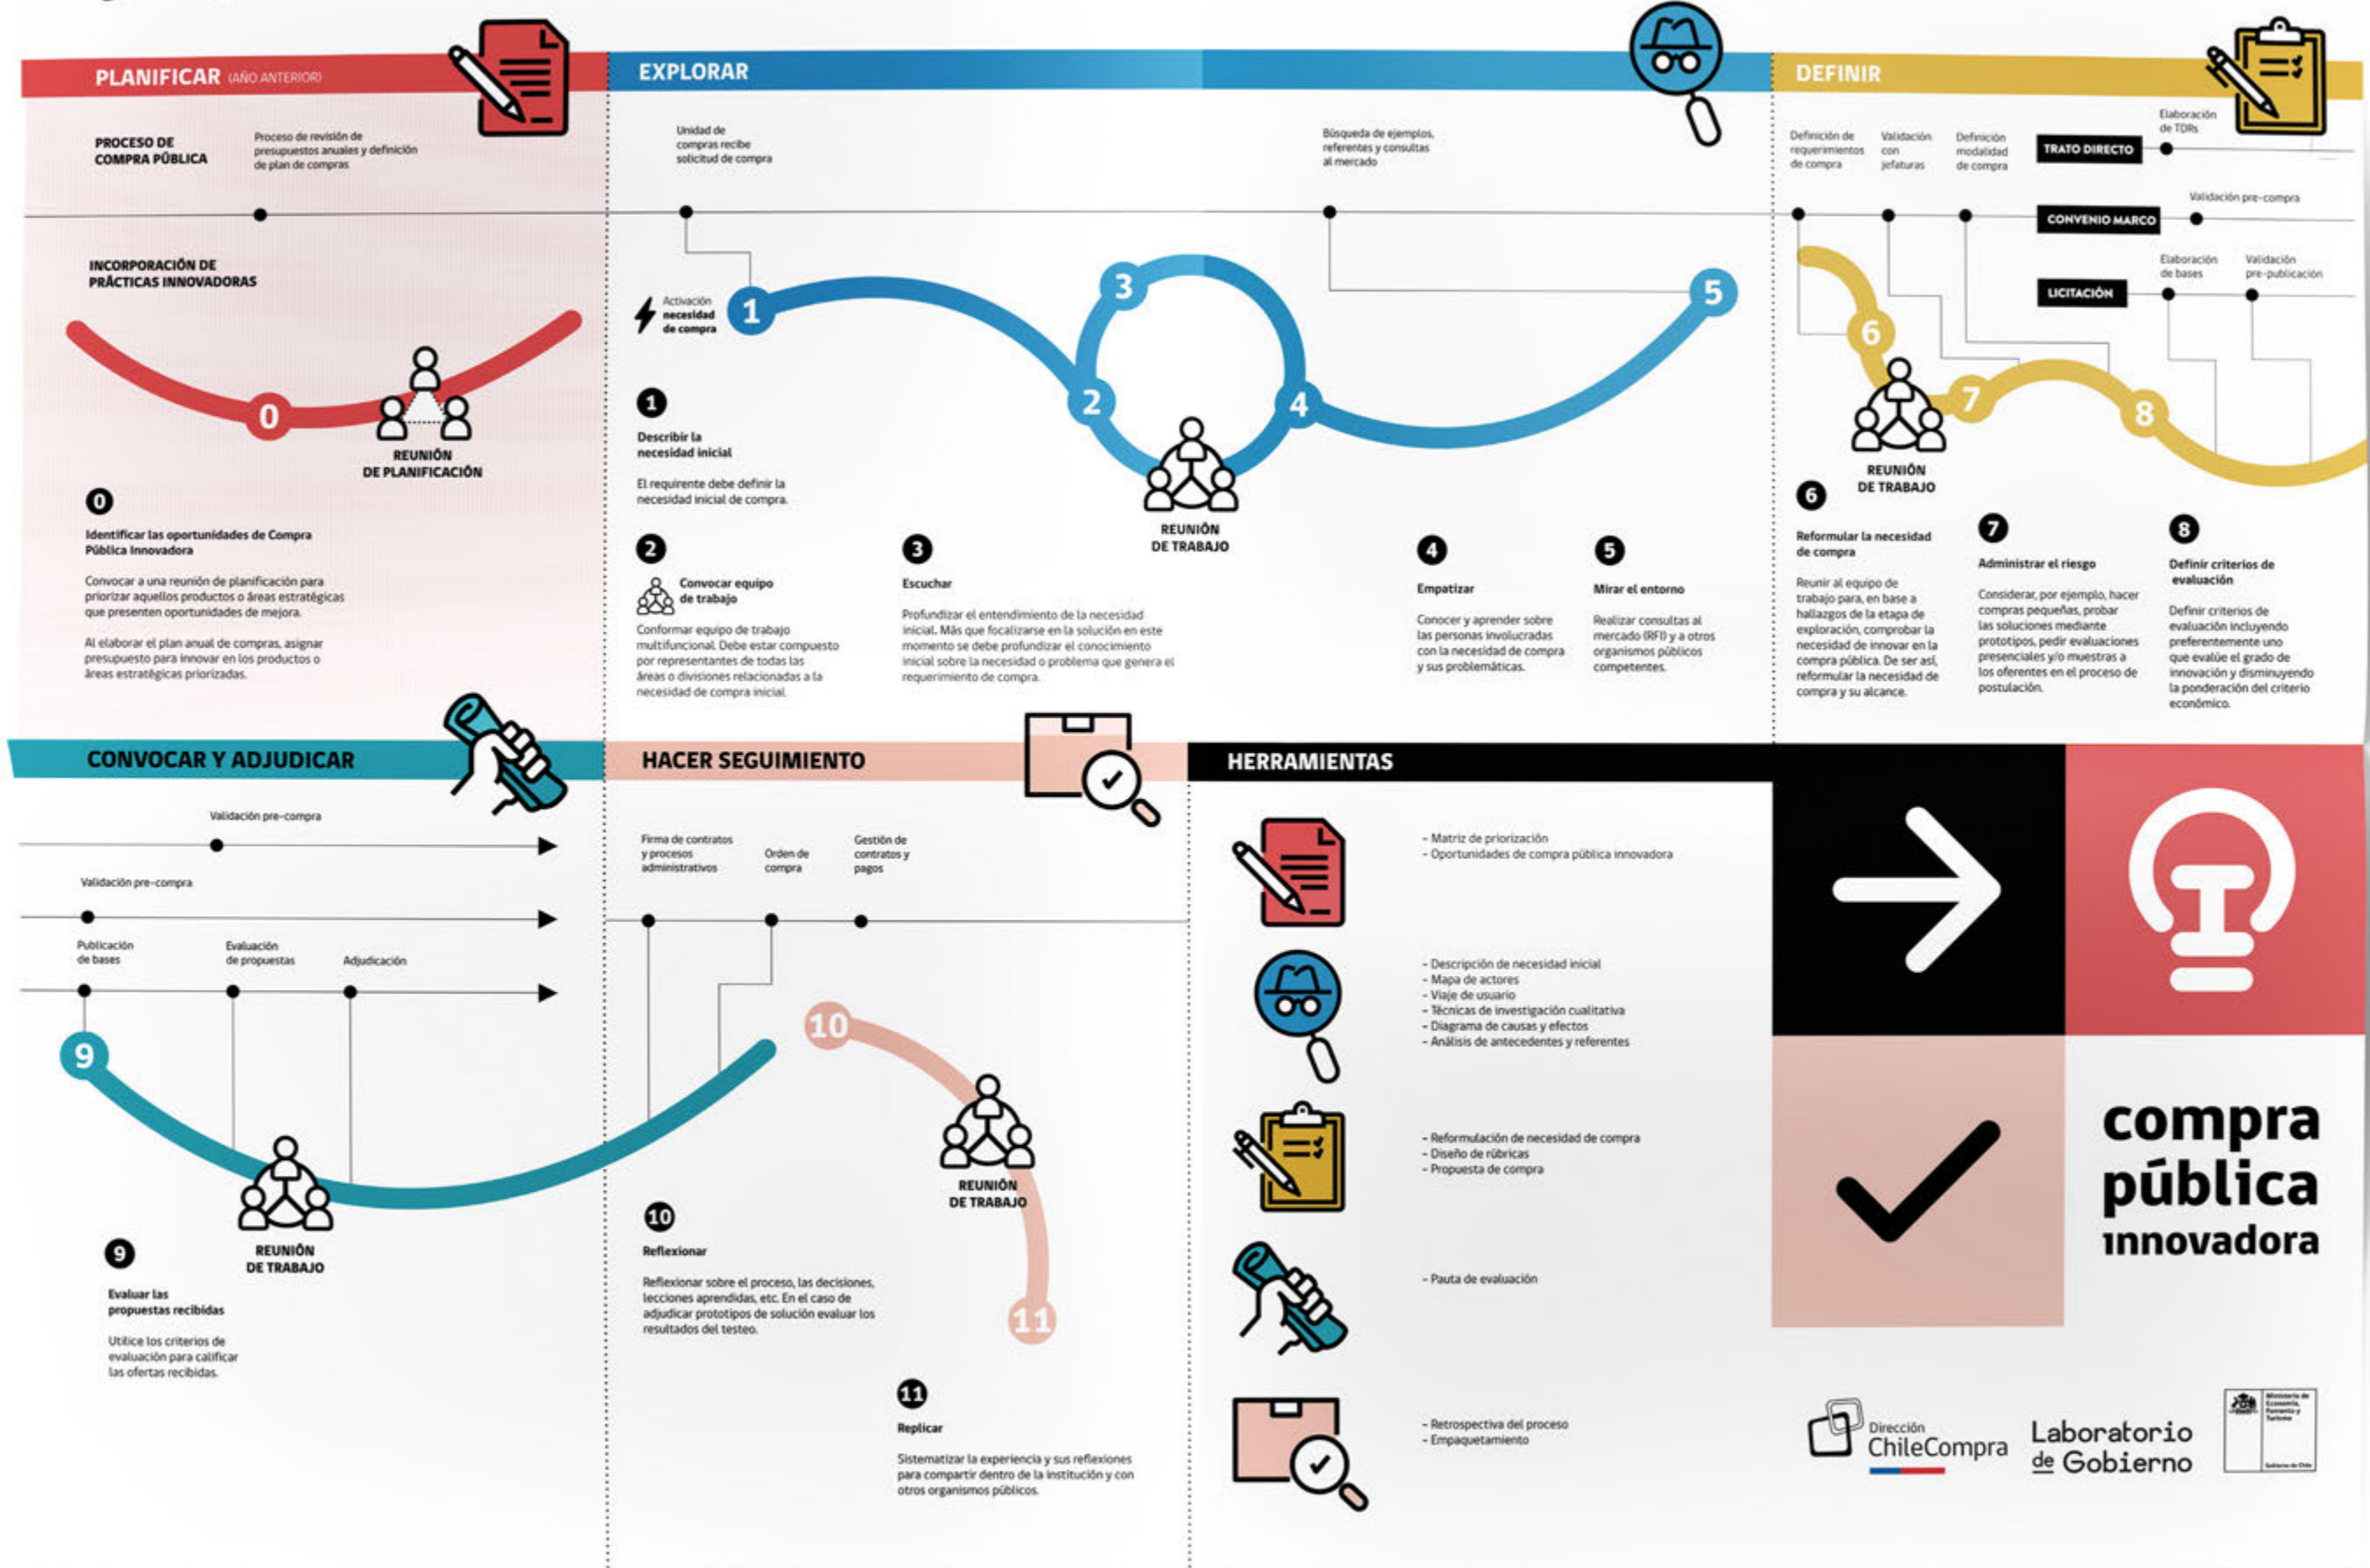 PLANIFICAR (AÑO ANTERIOR)
PROCESO DE
COMPRA PÚBLICA
Proceso de revisión de
presupuestos anuales y definición
de plan de compras
INCORPORACIÓN DE
PRÁCTICAS INNOVADORAS
0
REUNIÓN
DE PLANIFICACIÓN
0
Identificar las oportunidades de Compra
Pública Innovadora
Convocar a una reunión de planificación para
priorizar aquellos productos o áreas estratégicas
que presenten oportunidades de mejora.
Al elaborar el plan anual de compras, asignar
presupuesto para innovar en los productos o
áreas estratégicas priorizadas.
EXPLORAR
Unidad de
compras recibe
solicitud de compra
Búsqueda de ejemplos,
referentes y consultas
al mercado
Activación
necesidad
de compra
1
2
3
4
5
REUNIÓN
DE TRABAJO
1
Describir la
necesidad inicial
El requirente debe definir la
necesidad inicial de compra.
2
Convocar equipo
de trabajo
Conformar equipo de trabajo
multifuncional. Debe estar compuesto
por representantes de todas las
áreas o divisiones relacionadas a la
necesidad de compra inicial.
3
Escuchar
Profundizar el entendimiento de la necesidad
inicial. Más que focalizarse en la solución en este
momento se debe profundizar el conocimiento
inicial sobre la necesidad o problema que genera el
requerimiento de compra.
4
Empatizar
Conocer y aprender sobre
las personas involucradas
con la necesidad de compra
y sus problemáticas.
5
Mirar el entorno
Realizar consultas al
mercado (RFI) y a otros
organismos públicos
competentes.
DEFINIR
Definición de
requerimientos
de compra
Validación
con
jefaturas
Definición
modalidad
de compra
TRATO DIRECTO
Elaboración
de TDRs
CONVENIO MARCO
Validación pre-compra
LICITACIÓN
Elaboración
de bases
Validación
pre-publicación
6
7
8
REUNIÓN
DE TRABAJO
6
Reformular la necesidad
de compra
Reunir al equipo de
trabajo para, en base a
hallazgos de la etapa de
exploración, comprobar la
necesidad de innovar en la
compra pública. De ser así,
reformular la necesidad de
compra y su alcance.
7
Administrar el riesgo
Considerar, por ejemplo, hacer
compras pequeñas, probar
las soluciones mediante
prototipos, pedir evaluaciones
presenciales y/o muestras a
los oferentes en el proceso de
postulación.
8
Definir criterios de
evaluación
Definir criterios de
evaluación incluyendo
preferentemente uno
que evalúe el grado de
innovación y disminuyendo
la ponderación del criterio
económico.
CONVOCAR Y ADJUDICAR
Validación pre-compra
Validación pre-compra
Publicación
de bases
Evaluación
de propuestas
Adjudicación
9
REUNIÓN
DE TRABAJO
9
Evaluar las
propuestas recibidas
Utilice los criterios de
evaluación para calificar
las ofertas recibidas.
HACER SEGUIMIENTO
Firma de contratos
y procesos
administrativos
Orden de
compra
Gestión de
contratos y
pagos
10
REUNIÓN
DE TRABAJO
11
10
Reflexionar
Reflexionar sobre el proceso, las decisiones,
lecciones aprendidas, etc. En el caso de
adjudicar prototipos de solución evaluar los
resultados del testeo.
11
Replicar
Sistematizar la experiencia y sus reflexiones
para compartir dentro de la institución y con
otros organismos públicos.
HERRAMIENTAS
- Matriz de priorización
- Oportunidades de compra pública innovadora
- Descripción de necesidad inicial
- Mapa de actores
- Viaje de usuario
- Técnicas de investigación cualitativa
- Diagrama de causas y efectos
- Análisis de antecedentes y referentes
- Reformulación de necesidad de compra
- Diseño de rúbricas
- Propuesta de compra
- Pauta de evaluación
- Retrospectiva del proceso
- Empaquetamiento
compra
pública
innovadora
Dirección
ChileCompra
Laboratorio
de Gobierno
Ministerio de
Economía,
Fomento y
Turismo
Gobierno de Chile